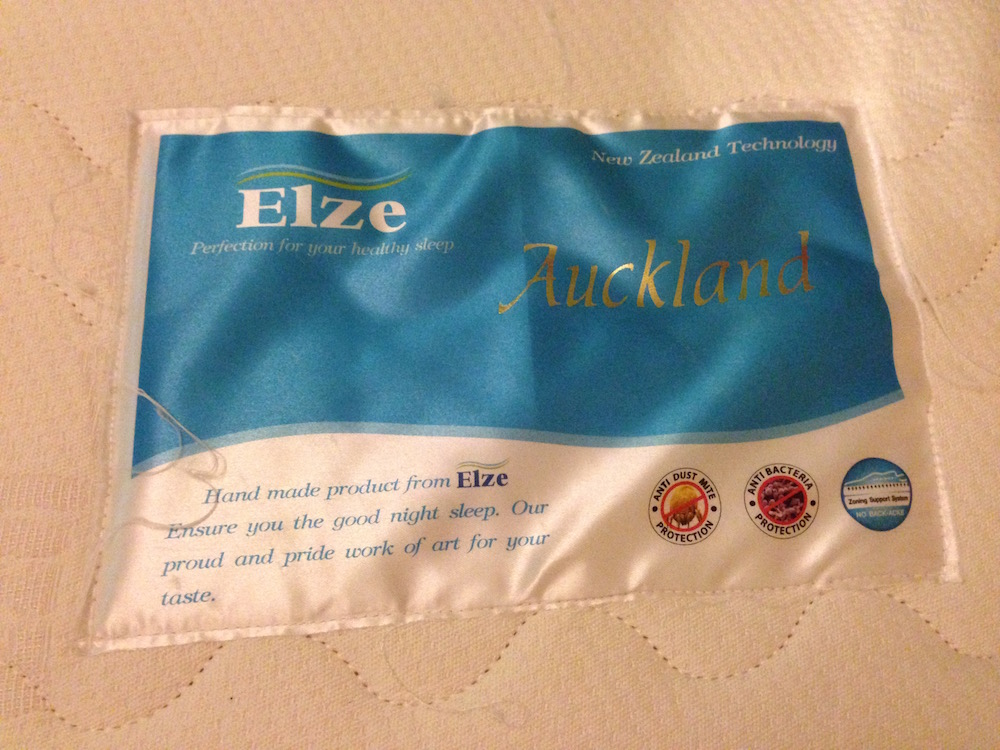 New Zealand Technology
Elze
Perfection for your healthy sleep
Auckland
Hand made product from Elze
Ensure you the good night sleep. Our
proud and pride work of art for your
taste.
ANTI DUST MITE
PROTECTION
ANTI BACTERIA
PROTECTION
Zoning Support System
NO BACK-ACHE